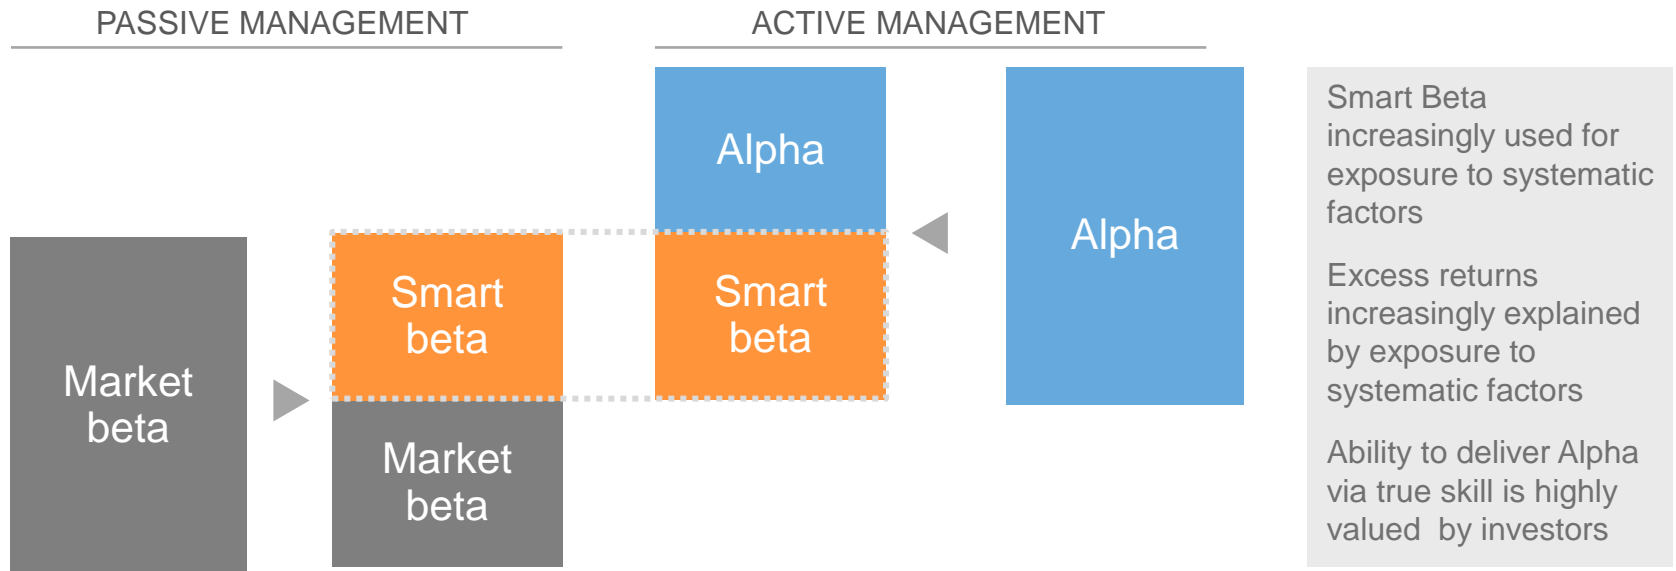 PASSIVE MANAGEMENT
ACTIVE MANAGEMENT
Market
beta
Smart
beta
Market
beta
Alpha
Smart
beta
Alpha
Smart Beta
increasingly used for
exposure to systematic
factors
Excess returns
increasingly explained
by exposure to
systematic factors
Ability to deliver Alpha
via true skill is highly
valued  by investors